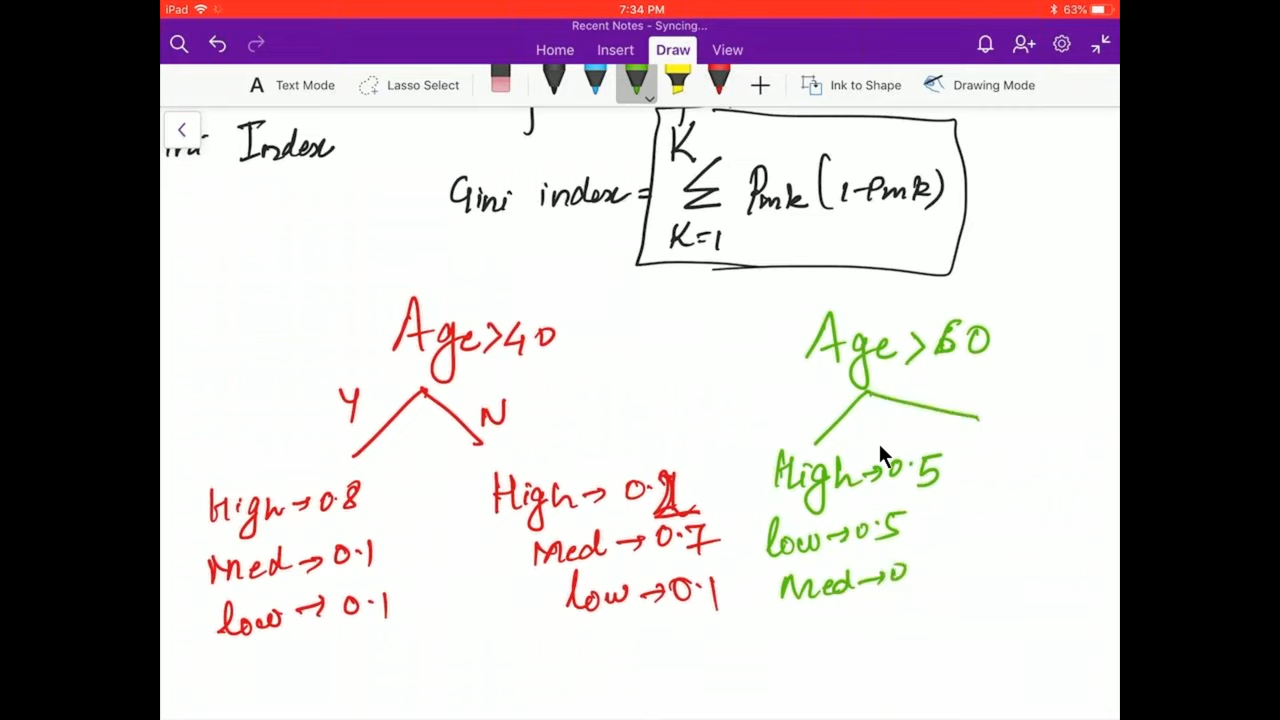 iPad 7:34 PM 63%
Recent Notes - Syncing...
Home Insert Draw View
A Text Mode Lasso Select Ink to Shape Drawing Mode
Index
K
Gini index = Σ Pmk (1-Pmk)
K=1
Age>40
Y N
High→0.8
Med→0.1
low→0.1
High→0.2
Med→0.7
low→0.1
Age>60
High→0.5
low→0.5
Med→0